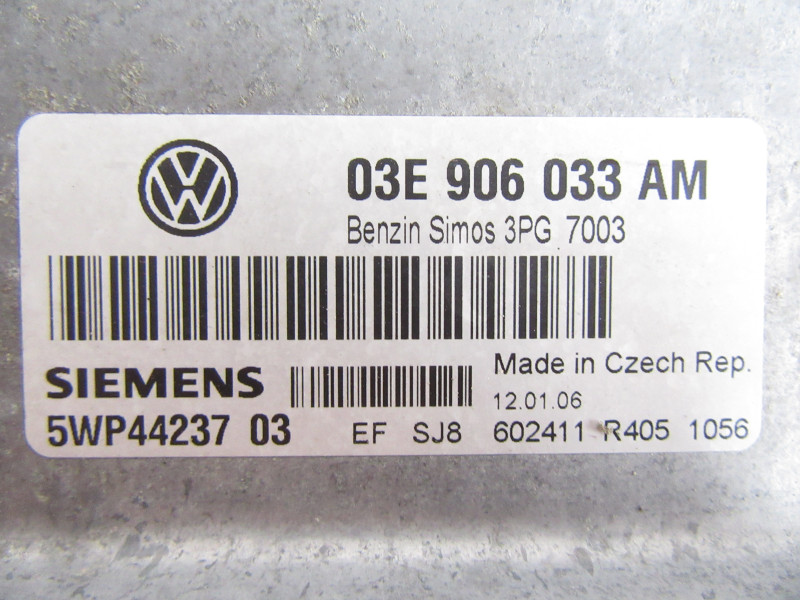 03E 906 033 AM
Benzin Simos 3PG 7003
SIEMENS
Made in Czech Rep.
12.01.06
5WP44237 03
EF SJ8 602411 R405 1056